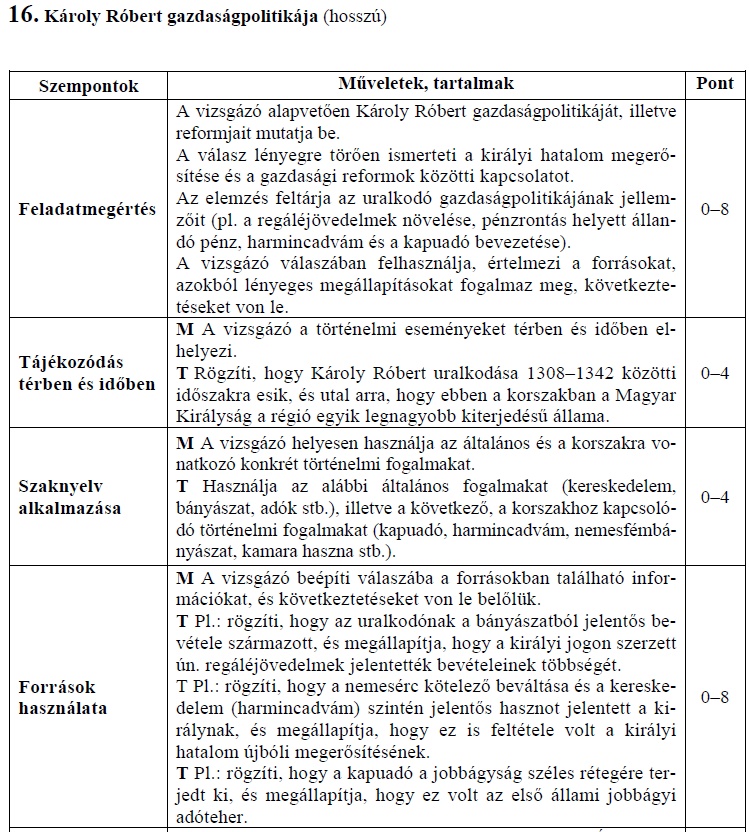 16. Károly Róbert gazdaságpolitikája (hosszú)
Szempontok
Műveletek, tartalmak
Pont
Feladatmegértés
A vizsgázó alapvetően Károly Róbert gazdaságpolitikáját, illetve
reformjait mutatja be.
A válasz lényegre törően ismerteti a királyi hatalom megerő-
sítése és a gazdasági reformok közötti kapcsolatot.
Az elemzés feltárja az uralkodó gazdaságpolitikájának jellem-
zőit (pl. a regáléjövedelmek növelése, pénzrontás helyett állan-
dó pénz, harmincadvám és a kapuadó bevezetése).
A vizsgázó válaszában felhasználja, értelmezi a forrásokat,
azokból lényeges megállapításokat fogalmaz meg, következte-
téseket von le.
0–8
Tájékozódás
térben és időben
M A vizsgázó a történelmi eseményeket térben és időben el-
helyezi.
T Rögzíti, hogy Károly Róbert uralkodása 1308–1342 közötti
időszakra esik, és utal arra, hogy ebben a korszakban a Magyar
Királyság a régió egyik legnagyobb kiterjedésű állama.
0–4
Szaknyelv
alkalmazása
M A vizsgázó helyesen használja az általános és a korszakra vo-
natkozó konkrét történelmi fogalmakat.
T Használja az alábbi általános fogalmakat (kereskedelem,
bányászat, adók stb.), illetve a következő, a korszakhoz kapcsoló-
dó történelmi fogalmakat (kapuadó, harmincadvám, nemesfémbá-
nyászat, kamara haszna stb.).
0–4
Források
használata
M A vizsgázó beépíti válaszába a forrásokban található infor-
mációkat, és következtetéseket von le belőlük.
T Pl.: rögzíti, hogy az uralkodónak a bányászatból jelentős be-
vétele származott, és megállapítja, hogy a királyi jogon szerzett
ún. regáléjövedelmek jelentették bevételeinek többségét.
T Pl.: rögzíti, hogy a nemesérc kötelező beváltása és a kereske-
delem (harmincadvám) szintén jelentős hasznot jelentett a ki-
rálynak, és megállapítja, hogy ez is feltétele volt a királyi
hatalom újbóli megerősítésének.
T Pl.: rögzíti, hogy a kapuadó a jobbágyság széles rétegére ter-
jedt ki, és megállapítja, hogy ez volt az első állami jobbágyi
adóteher.
0–8